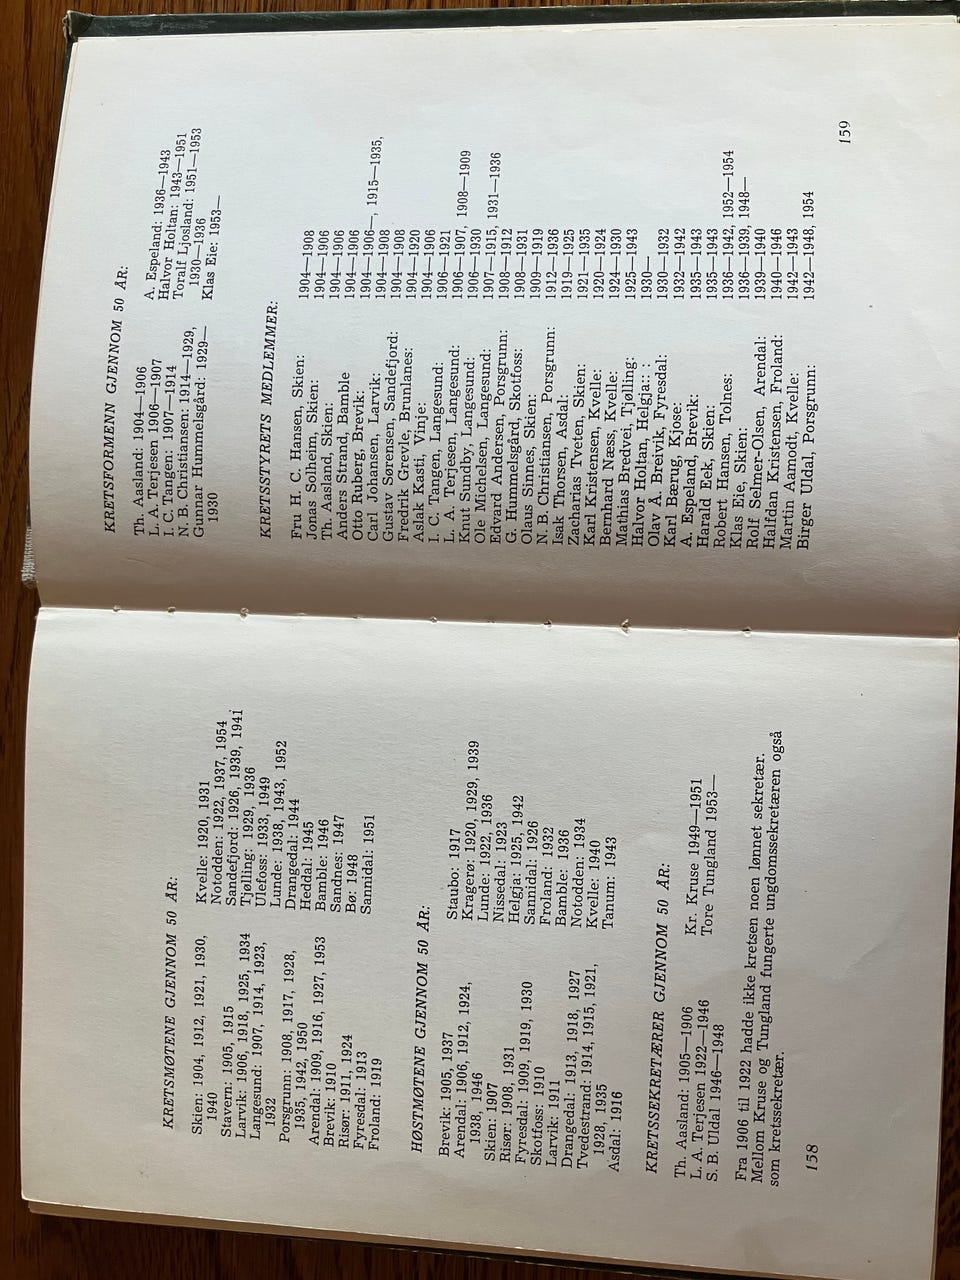 KRETSMØTENE GJENNOM 50 ÅR:
Skien: 1904, 1912, 1921, 1930,
1940
Stavern: 1905, 1915
Larvik: 1906, 1918, 1925, 1934
Langesund: 1907, 1914, 1923,
1932
Porsgrunn: 1908, 1917, 1928,
1935, 1942, 1950
Arendal: 1909, 1916, 1927, 1953
Brevik: 1910
Risør: 1911, 1924
Fyresdal: 1913
Froland: 1919
Kvelle: 1920, 1931
Notodden: 1922, 1937, 1954
Sandefjord: 1926, 1939, 1941
Tjølling: 1929, 1936
Ulefoss: 1933, 1949
Lunde: 1938, 1943, 1952
Drangedal: 1944
Heddal: 1945
Bamble: 1946
Sandnes: 1947
Bø: 1948
Sannidal: 1951
HØSTMØTENE GJENNOM 50 ÅR:
Brevik: 1905, 1937
Arendal: 1906, 1912, 1924,
1938, 1946
Skien: 1907
Risør: 1908, 1931
Fyresdal: 1909, 1919, 1930
Skotfoss: 1910
Larvik: 1911
Drangedal: 1913, 1918, 1927
Tvedestrand: 1914, 1915, 1921,
1928, 1935
Asdal: 1916
Staubo: 1917
Kragerø: 1920, 1929, 1939
Lunde: 1922, 1936
Nissedal: 1923
Helgja: 1925, 1942
Sannidal: 1926
Froland: 1932
Bamble: 1936
Notodden: 1934
Kvelle: 1940
Tanum: 1943
KRETSSEKRETÆRER GJENNOM 50 ÅR:
Th. Aasland: 1905—1906
L. A. Terjesen 1922—1946
S. B. Uldal 1946—1948
Kr. Kruse 1949—1951
Tore Tungland 1953—
Fra 1906 til 1922 hadde ikke kretsen noen lønnet sekretær.
Mellom Kruse og Tungland fungerte ungdomssekretæren også
som kretssekretær.
158
KRETSFORMENN GJENNOM 50 ÅR:
Th. Aasland: 1904—1906
L. A. Terjesen 1906—1907
I. C. Tangen: 1907—1914
N. B. Christiansen: 1914—1929,
Gunnar Hummelsgård: 1929—
1930
A. Espeland: 1936—1943
Halvor Holtan: 1943—1951
Toralf Ljosland: 1951—1953
1930—1936
Klas Eie: 1953—
KRETSSTYRETS MEDLEMMER:
Fru H. C. Hansen, Skien: 1904—1908
Jonas Solheim, Skien: 1904—1906
Th. Aasland, Skien: 1904—1906
Anders Strand, Bamble 1904—1906
Otto Ruberg, Brevik: 1904—1906
Carl Johansen, Larvik: 1904—1906—, 1915—1935,
Gustav Sørensen, Sandefjord: 1904—1908
Fredrik Grevle, Brulanes: 1904—1908
Aslak Kasti, Vinje: 1904—1920
I. C. Tangen, Langesund: 1904—1906
L. A. Terjesen, Langesund: 1906—1921
Knut Sundby, Langesund: 1906—1907, 1908—1909
Ole Michelsen, Langesund: 1906—1930
Edvard Andersen, Porsgrunn: 1907—1915, 1931—1936
G. Hummelsgård, Skotfoss: 1908—1912
Olaus Sinnes, Skien: 1908—1931
N. B. Christiansen, Porsgrunn: 1909—1919
Isak Thorsen, Asdal: 1912—1936
Zacharias Tveten, Skien: 1919—1925
Karl Kristensen, Kvelle: 1921—1935
Bernhard Næss, Kvelle: 1920—1924
Mathias Bredvei, Tjølling: 1924—1930
Halvor Holtan, Helgja:: : 1925—1943
Olav A. Breivik, Fyresdal: 1930—
Karl Bærug, Kjose: 1930—1932
A. Espeland, Brevik: 1932—1942
Harald Eek, Skien: 1935—1943
Robert Hansen, Tolnes: 1935—1943
Klas Eie, Skien: 1936—1942, 1952—1954
Rolf Selmer-Olsen, Arendal: 1936—1939, 1948—
Halfdan Kristensen, Froland: 1939—1940
Martin Aamodt, Kvelle: 1940—1946
Birger Uldal, Porsgrunn: 1942—1943
1942—1948, 1954
159